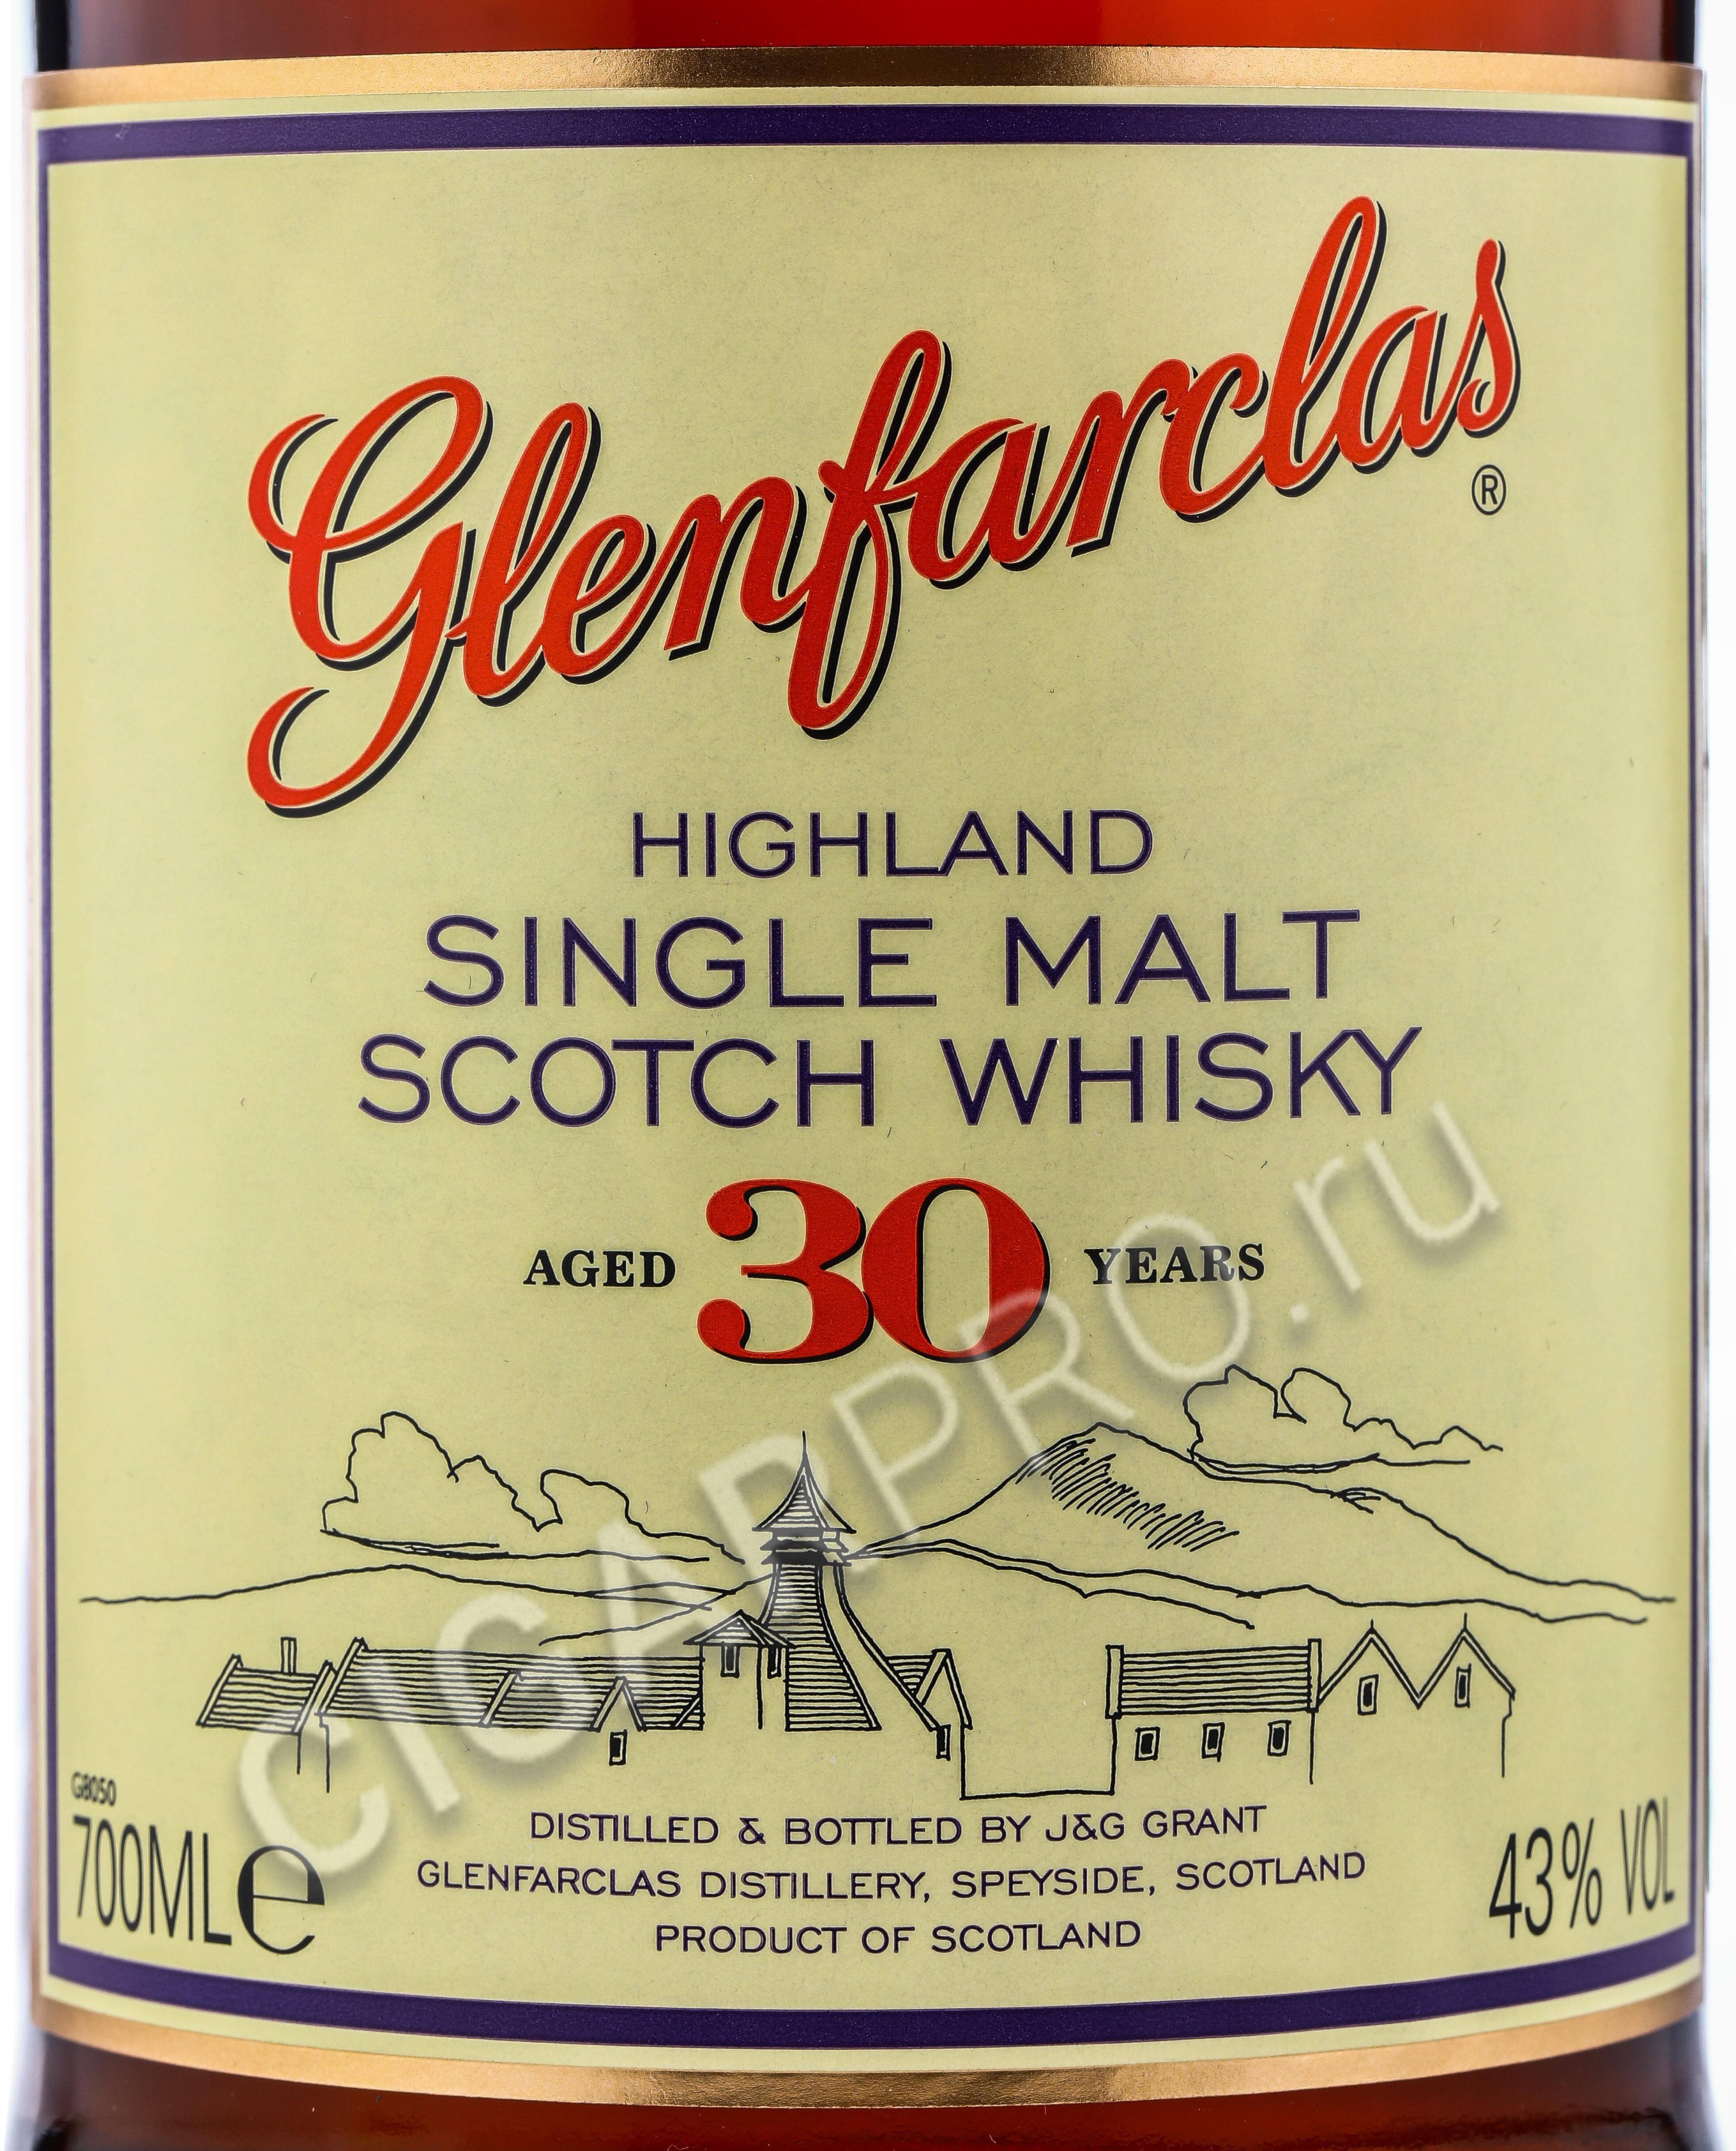 Glenfarclas
®
HIGHLAND
SINGLE MALT
SCOTCH WHISKY
AGED 30 YEARS
CIGARPRO.ru
G8050
700ML e
DISTILLED & BOTTLED BY J&G GRANT
GLENFARCLAS DISTILLERY, SPEYSIDE, SCOTLAND
PRODUCT OF SCOTLAND
43% VOL